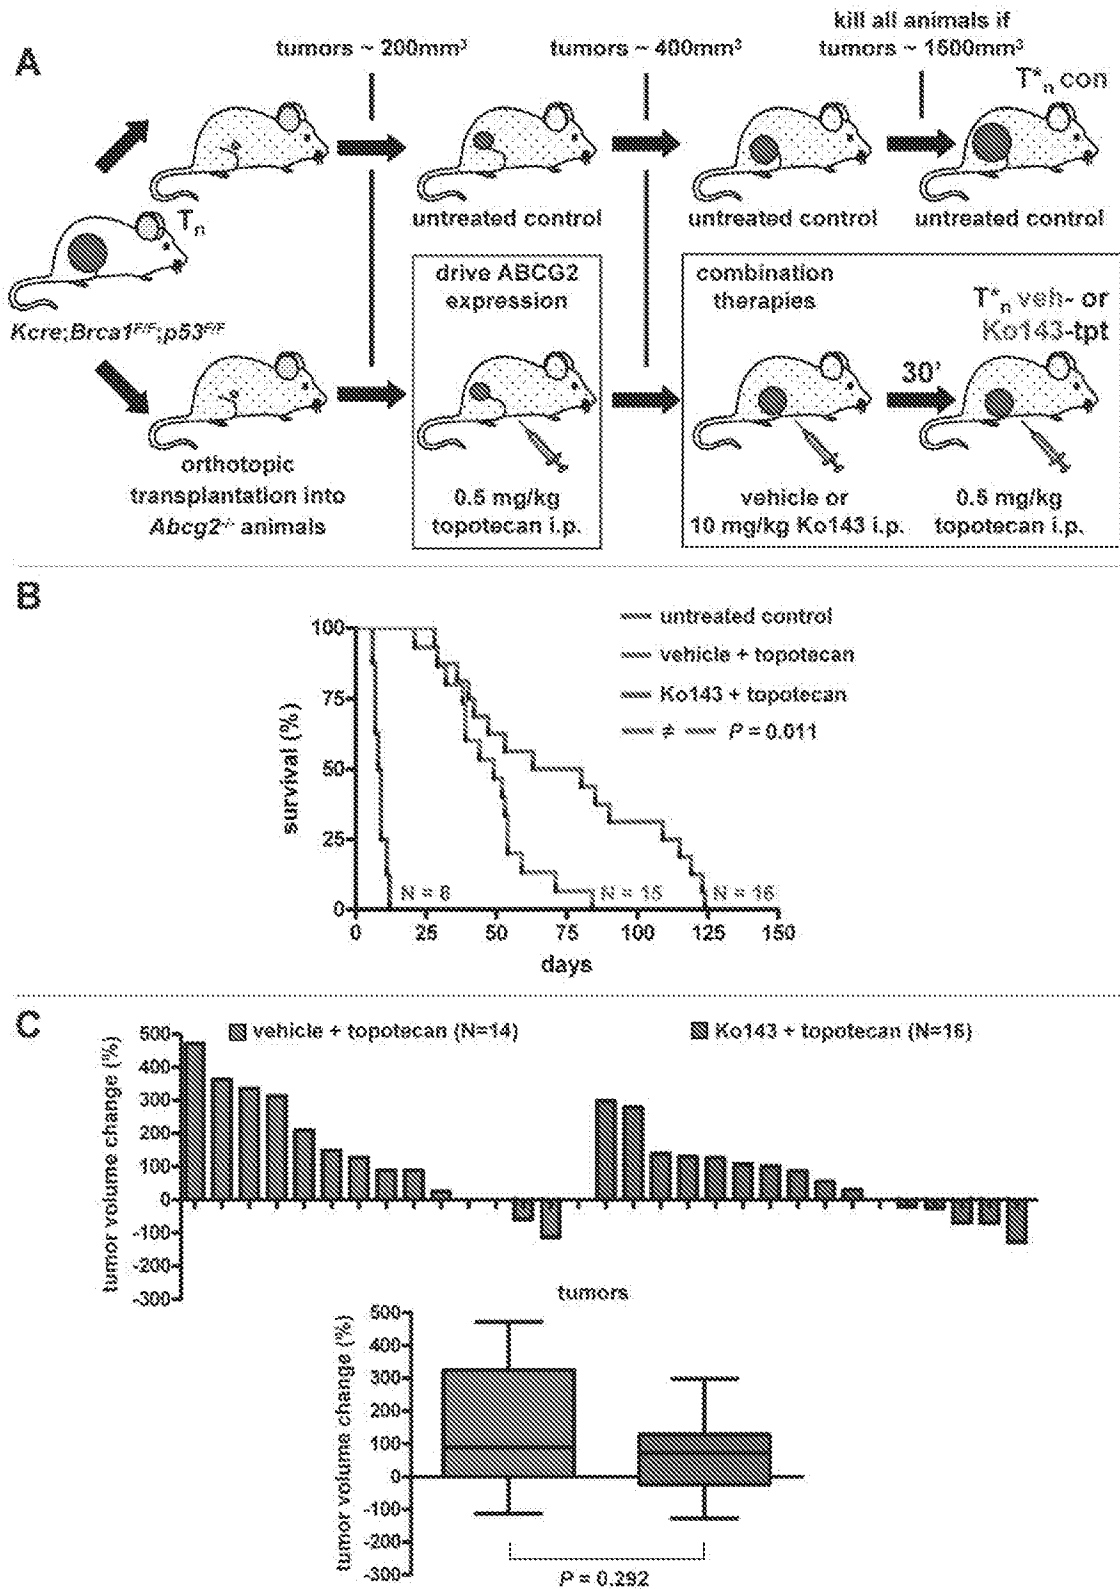 A
tumors ~ 200mm³
tumors ~ 400mm³
kill all animals if
tumors ~ 1500mm³
T*n con
Tn
untreated control
untreated control
untreated control
Kcre;Brca1F/F;p53F/F
drive ABCG2
expression
combination
therapies
T*n veh- or
Ko143-tpt
30'
orthotopic
transplantation into
Abcg2-/- animals
0.5 mg/kg
topotecan i.p.
vehicle or
10 mg/kg Ko143 i.p.
0.5 mg/kg
topotecan i.p.
B
untreated control
vehicle + topotecan
Ko143 + topotecan
≠ P = 0.011
survival (%)
100
75
50
25
0
N = 8
N = 15
N = 16
0 25 50 75 100 125 150
days
C
vehicle + topotecan (N=14)
Ko143 + topotecan (N=16)
tumor volume change (%)
500
400
300
200
100
0
-100
-200
-300
tumors
tumor volume change (%)
500
400
300
200
100
0
-100
-200
-300
P = 0.292